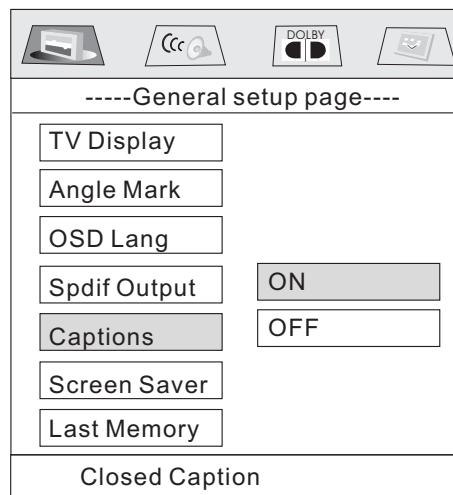 DOLBY
-----General setup page----
TV Display
Angle Mark
OSD Lang
Spdif Output
ON
Captions
OFF
Screen Saver
Last Memory
Closed Caption